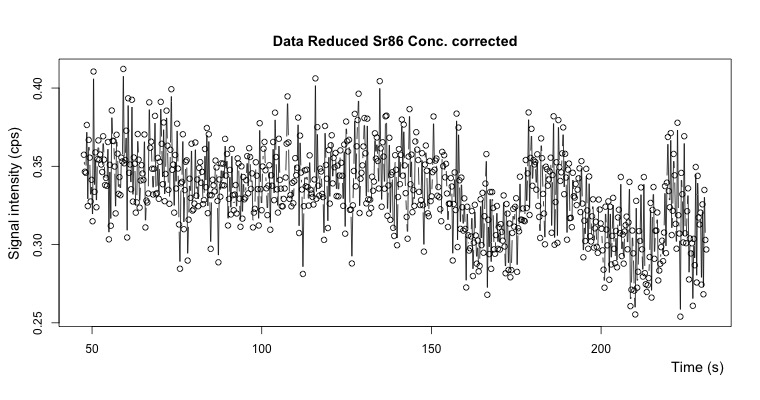 Data Reduced Sr86 Conc. corrected
Signal intensity (cps)
0.40
0.35
0.30
0.25
50 100 150 200
Time (s)